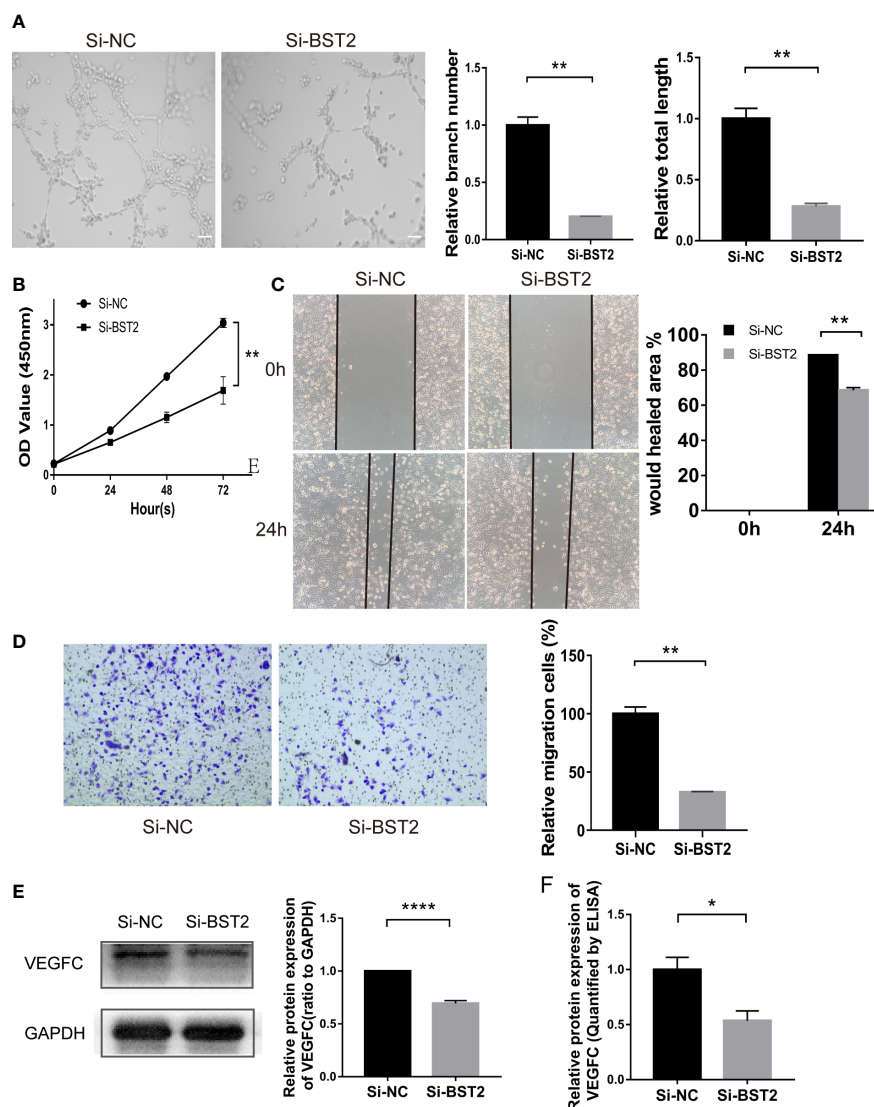 A
Si-NC
Si-BST2
Relative branch number
1.5
1.0
0.5
0.0
**
Si-NC
Si-BST2
Relative total length
1.5
1.0
0.5
0.0
**
Si-NC
Si-BST2
B
Si-NC
Si-BST2
OD Value (450nm)
3
2
1
0
**
E
0
24
48
72
Hour(s)
C
Si-NC
Si-BST2
0h
24h
would healed area %
100
80
60
40
20
0
Si-NC
Si-BST2
**
0h
24h
D
Si-NC
Si-BST2
Relative migration cells (%)
150
100
50
0
**
Si-NC
Si-BST2
E
Si-NC
Si-BST2
VEGFC
GAPDH
Relative protein expression
of VEGFC(ratio to GAPDH)
1.5
1.0
0.5
0.0
****
Si-NC
Si-BST2
F
Relative protein expression of
VEGFC (Quantified by ELISA)
1.5
1.0
0.5
0.0
*
Si-NC
Si-BST2